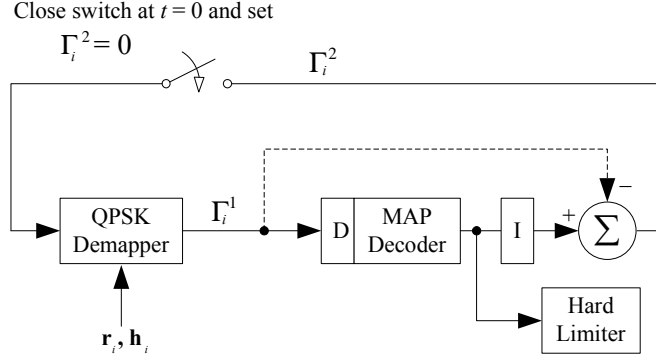 Close switch at t = 0 and set
Γᵢ² = 0
Γᵢ²
−
QPSK
Demapper
Γᵢ¹
D
MAP
Decoder
I
+
Σ
Hard
Limiter
rᵢ, hᵢ